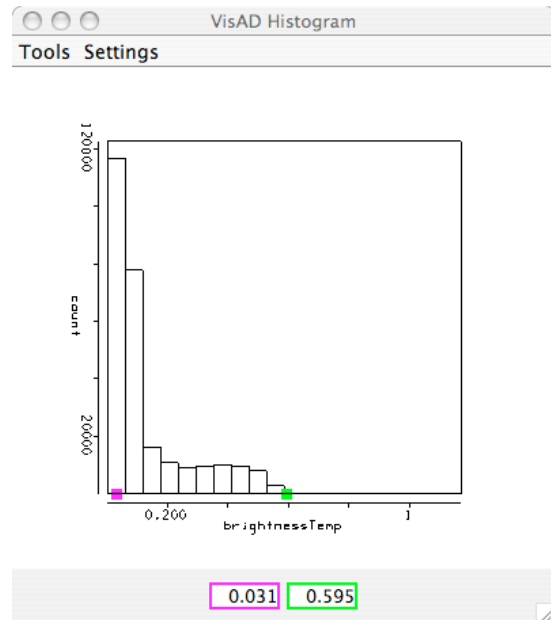 VisAD Histogram
Tools Settings
120000
count
20000
0.200
1
brightnessTemp
0.031 0.595